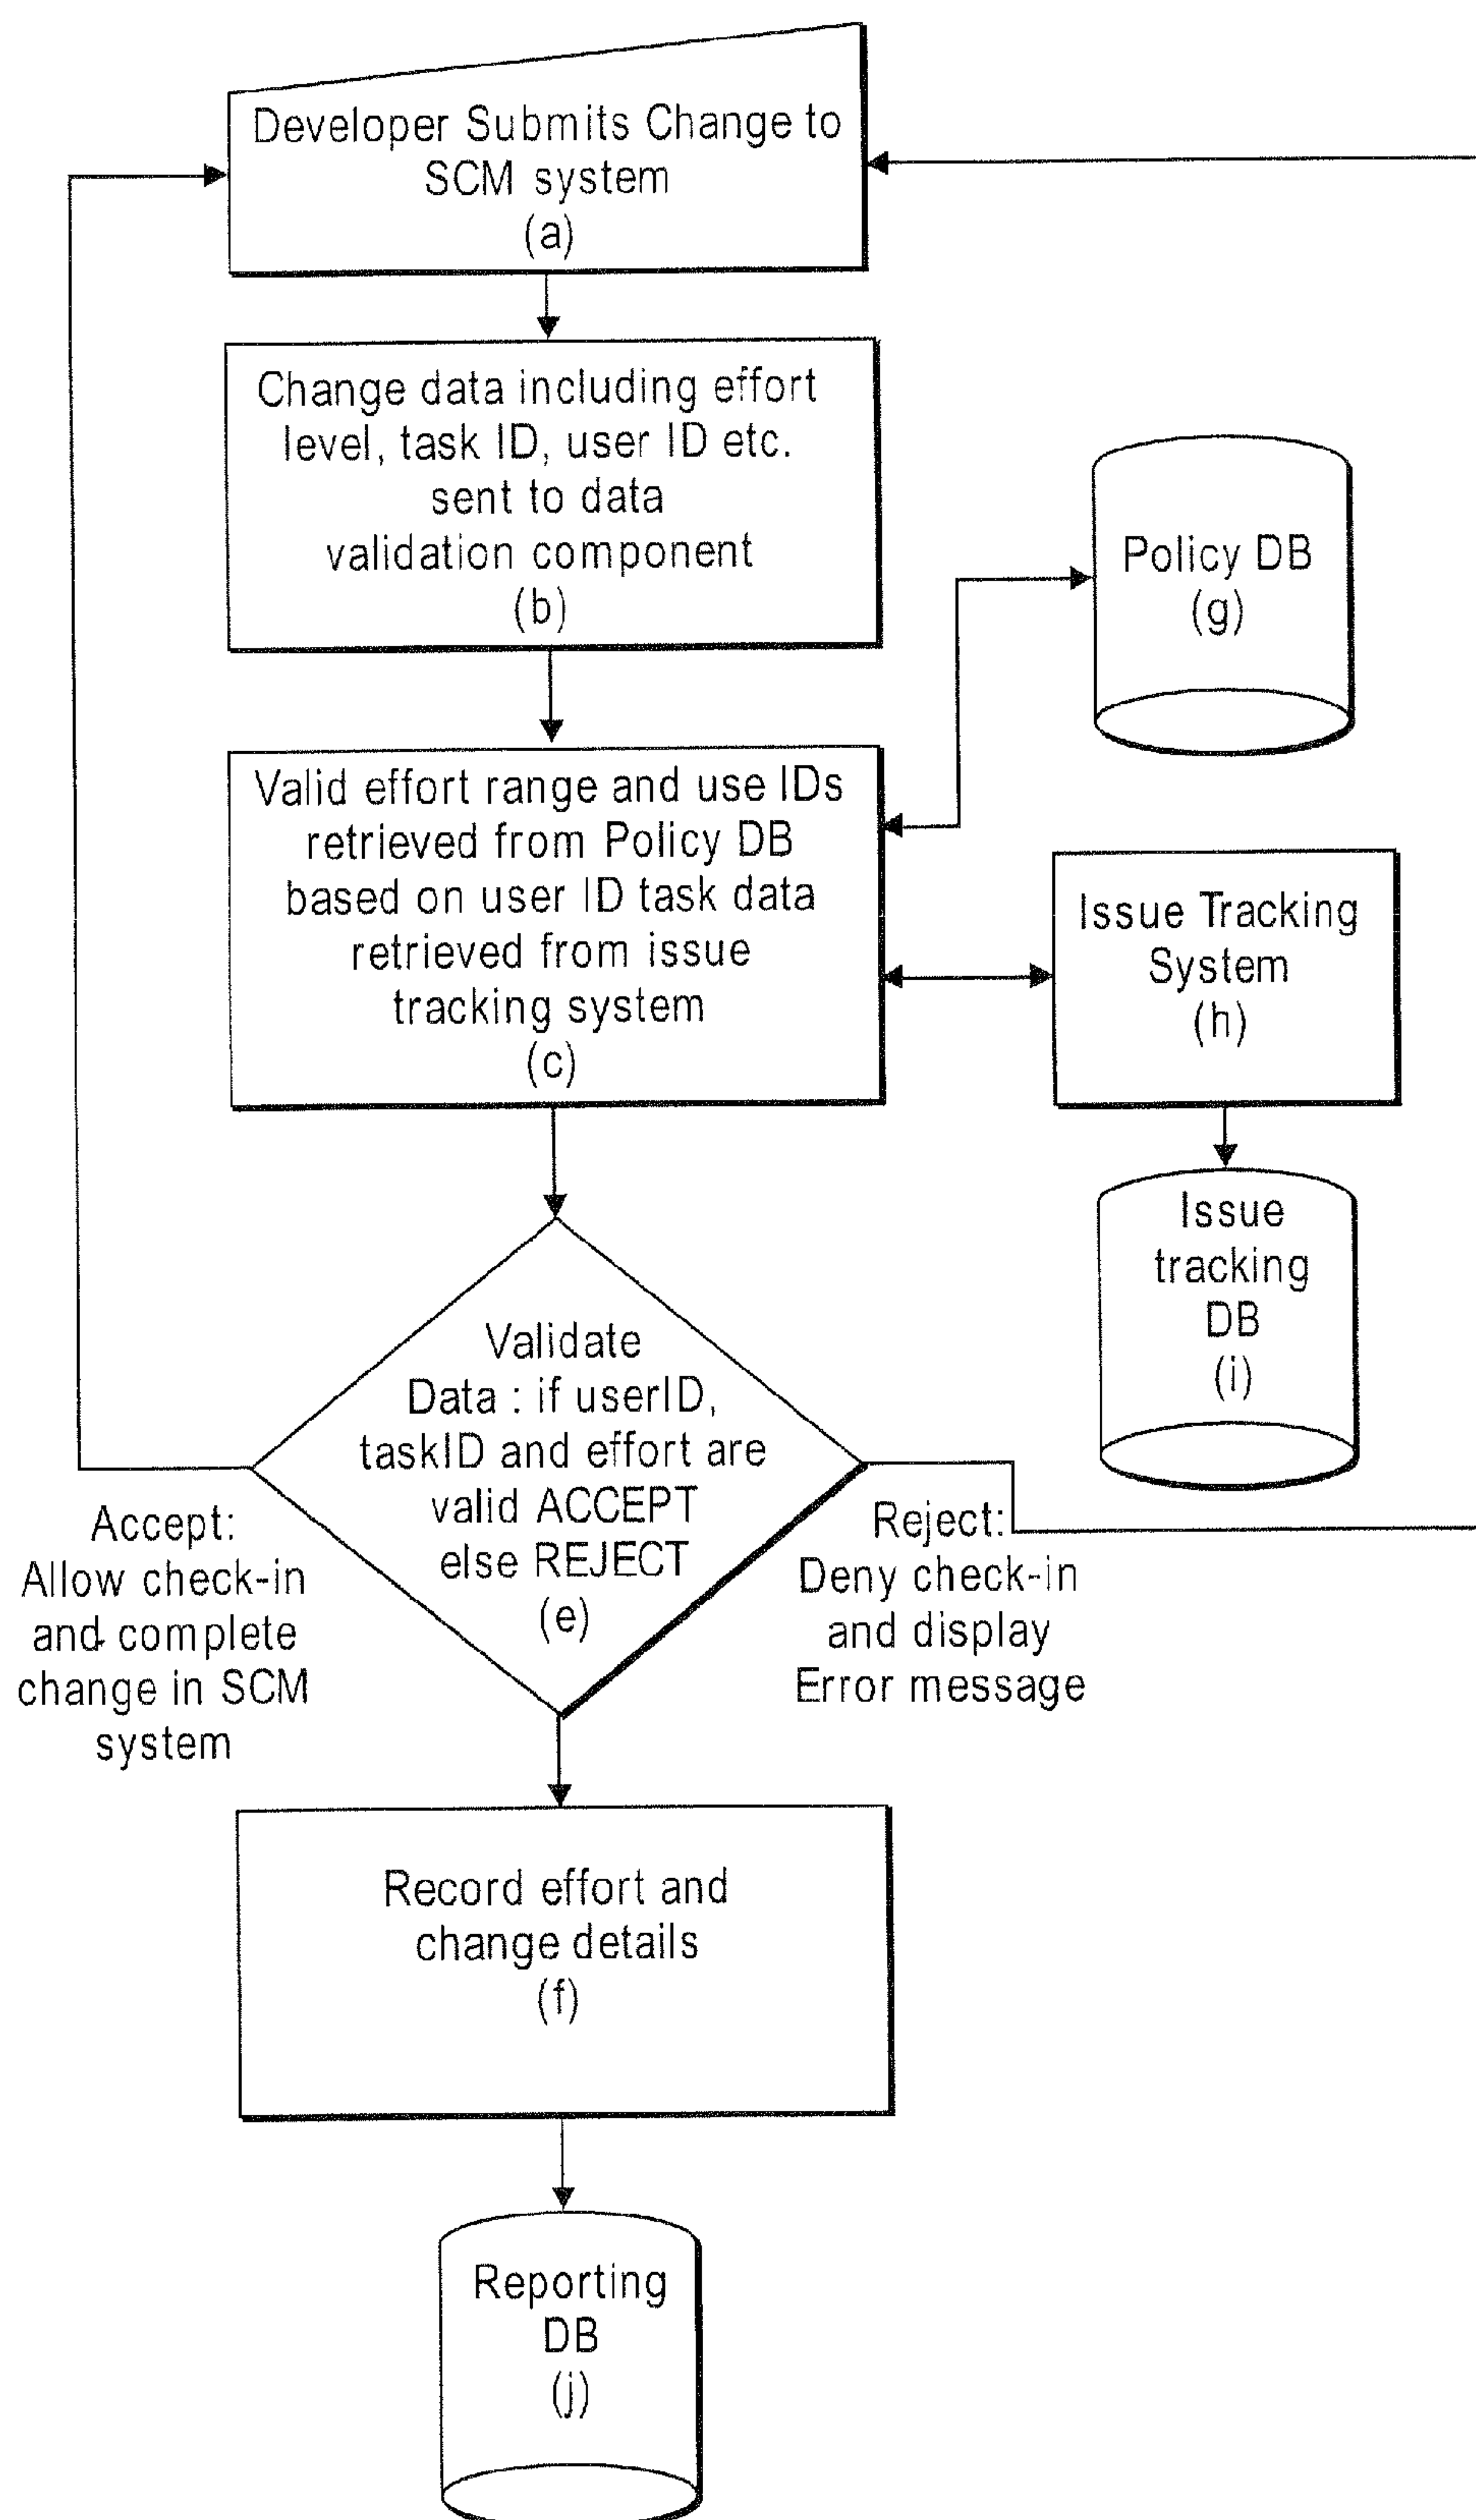 Developer Submits Change to
SCM system
(a)
Change data including effort
level, task ID, user ID etc.
sent to data
validation component
(b)
Policy DB
(g)
Valid effort range and use IDs
retrieved from Policy DB
based on user ID task data
retrieved from issue
tracking system
(c)
Issue Tracking
System
(h)
Issue
tracking
DB
(i)
Validate
Data : if userID,
taskID and effort are
valid ACCEPT
else REJECT
(e)
Accept:
Allow check-in
and complete
change in SCM
system
Reject:
Deny check-in
and display
Error message
Record effort and
change details
(f)
Reporting
DB
(j)